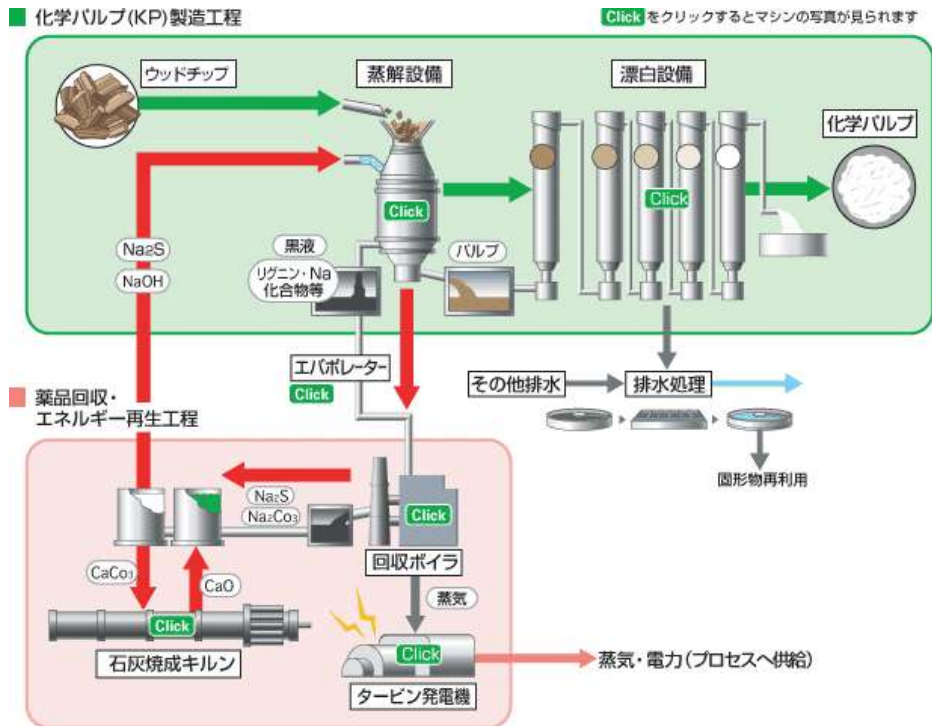 化学パルプ(KP)製造工程
Click をクリックするとマシンの写真が見られます
ウッドチップ
蒸解設備
漂白設備
化学パルプ
Click
Click
Na2S
NaOH
黒液
リグニン・Na
化合物等
パルプ
エバポレーター
Click
その他排水
排水処理
固形物再利用
薬品回収・
エネルギー再生工程
Na2S
Na2Co3
Click
回収ボイラ
CaCo3
CaO
蒸気
Click
石灰焼成キルン
Click
タービン発電機
蒸気・電力(プロセスへ供給)